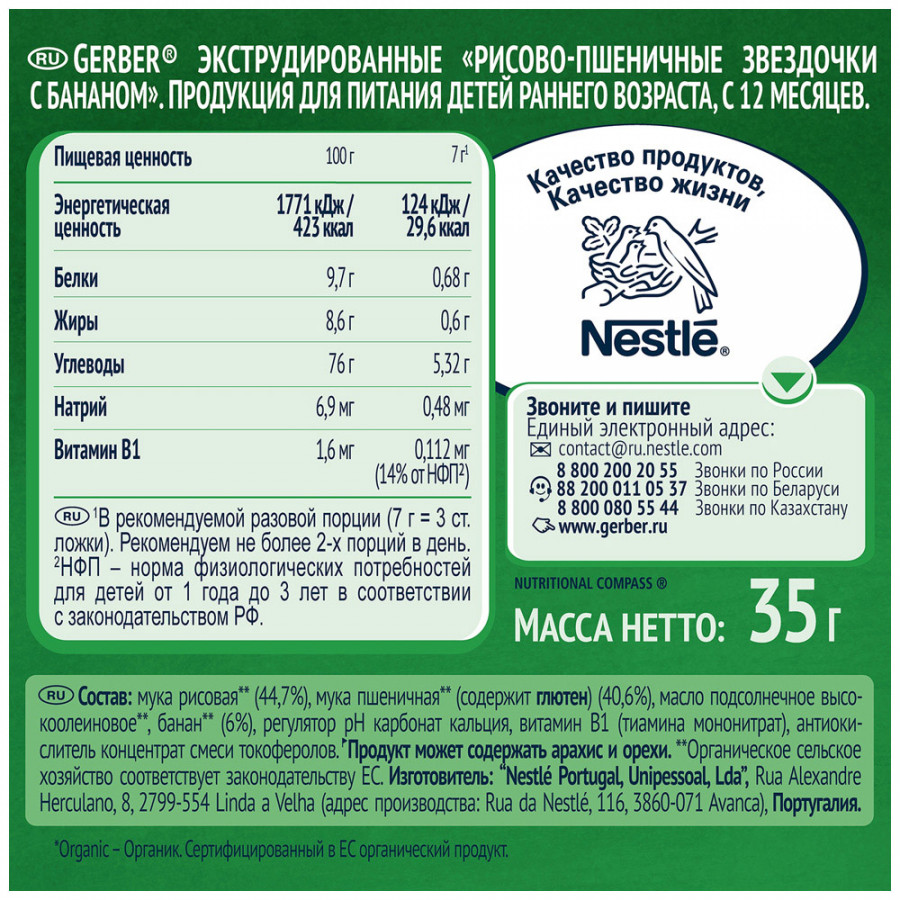 RU GERBER® ЭКСТРУДИРОВАННЫЕ «РИСОВО-ПШЕНИЧНЫЕ ЗВЕЗДОЧКИ
С БАНАНОМ». ПРОДУКЦИЯ ДЛЯ ПИТАНИЯ ДЕТЕЙ РАННЕГО ВОЗРАСТА, С 12 МЕСЯЦЕВ.
Пищевая ценность 100 г 7 г¹
Энергетическая 1771 кДж / 124 кДж /
ценность 423 ккал 29,6 ккал
Белки 9,7 г 0,68 г
Жиры 8,6 г 0,6 г
Углеводы 76 г 5,32 г
Натрий 6,9 мг 0,48 мг
Витамин B1 1,6 мг 0,112 мг
(14% от НФП²)
RU ¹В рекомендуемой разовой порции (7 г = 3 ст.
ложки). Рекомендуем не более 2-х порций в день.
²НФП – норма физиологических потребностей
для детей от 1 года до 3 лет в соответствии
с законодательством РФ.
Качество продуктов,
Качество жизни
Nestlé®
Звоните и пишите
Единый электронный адрес:
contact@ru.nestle.com
8 800 200 20 55 Звонки по России
88 200 011 05 37 Звонки по Беларуси
8 800 080 55 44 Звонки по Казахстану
www.gerber.ru
NUTRITIONAL COMPASS ®
МАССА НЕТТО: 35 Г
RU Состав: мука рисовая** (44,7%), мука пшеничная** (содержит глютен) (40,6%), масло подсолнечное высо-
коолеиновое**, банан** (6%), регулятор pH карбонат кальция, витамин B1 (тиамина мононитрат), антиоки-
слитель концентрат смеси токоферолов. Продукт может содержать арахис и орехи. **Органическое сельское
хозяйство соответствует законодательству ЕС. Изготовитель: “Nestlé Portugal, Unipessoal, Lda”, Rua Alexandre
Herculano, 8, 2799-554 Linda a Velha (адрес производства: Rua da Nestlé, 116, 3860-071 Avanca), Португалия.
*Organic – Органик. Сертифицированный в ЕС органический продукт.